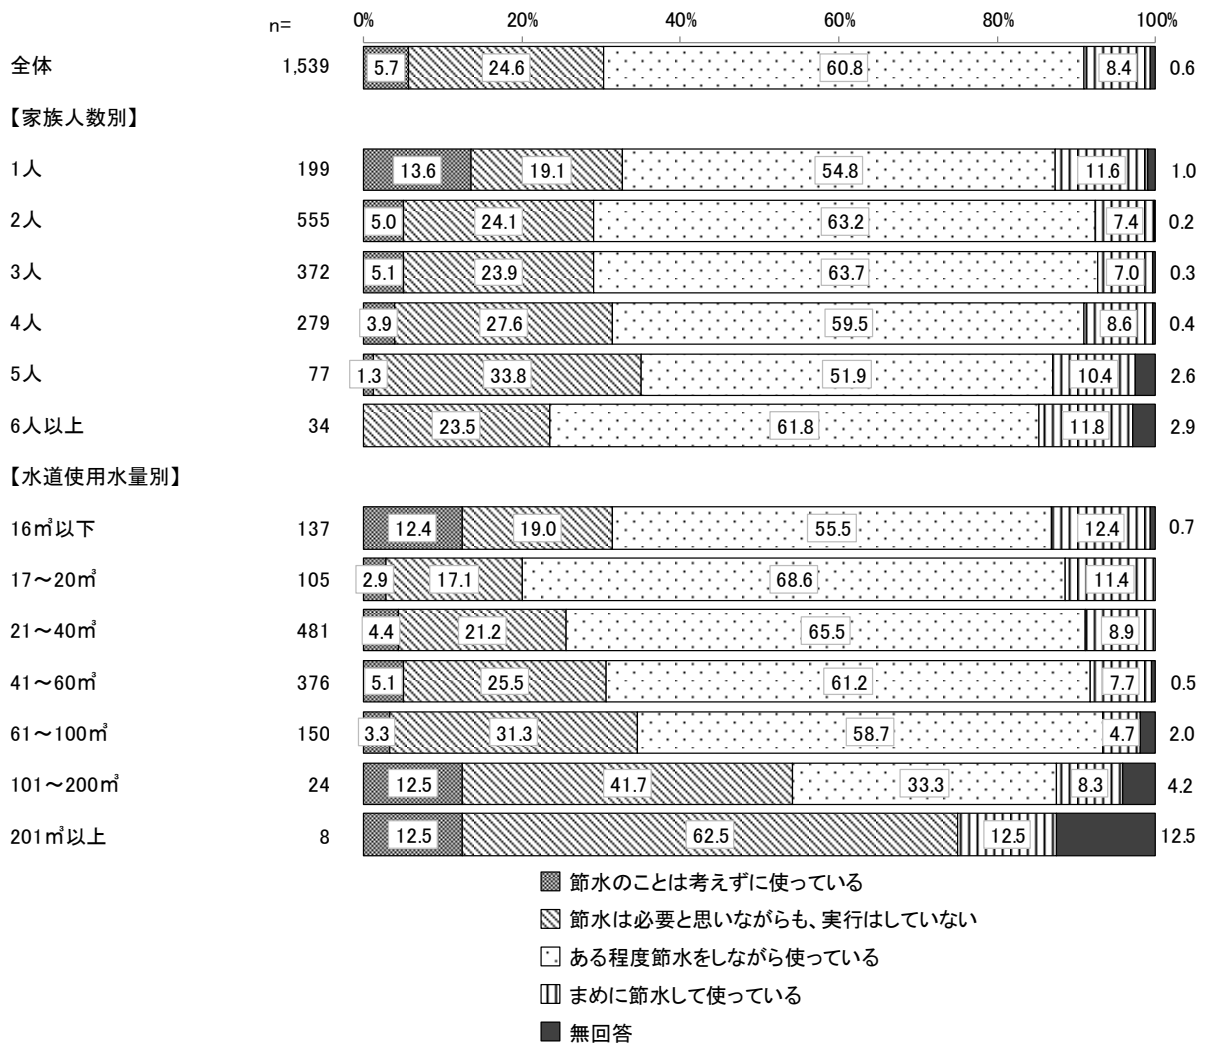 n= 0% 20% 40% 60% 80% 100%
全体 1,539 5.7 24.6 60.8 8.4 0.6
【家族人数別】
1人 199 13.6 19.1 54.8 11.6 1.0
2人 555 5.0 24.1 63.2 7.4 0.2
3人 372 5.1 23.9 63.7 7.0 0.3
4人 279 3.9 27.6 59.5 8.6 0.4
5人 77 1.3 33.8 51.9 10.4 2.6
6人以上 34 23.5 61.8 11.8 2.9
【水道使用水量別】
16㎥以下 137 12.4 19.0 55.5 12.4 0.7
17～20㎥ 105 2.9 17.1 68.6 11.4
21～40㎥ 481 4.4 21.2 65.5 8.9
41～60㎥ 376 5.1 25.5 61.2 7.7 0.5
61～100㎥ 150 3.3 31.3 58.7 4.7 2.0
101～200㎥ 24 12.5 41.7 33.3 8.3 4.2
201㎥以上 8 12.5 62.5 12.5 12.5
節水のことは考えずに使っている
節水は必要と思いながらも、実行はしていない
ある程度節水をしながら使っている
まめに節水して使っている
無回答